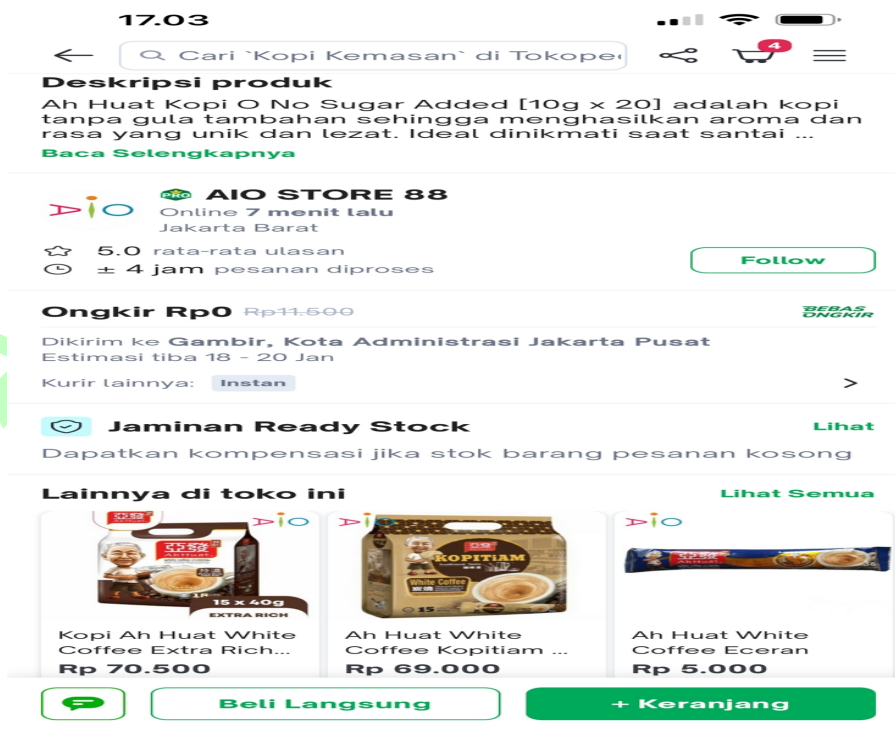 17.03
Cari `Kopi Kemasan` di Tokope
4
Deskripsi produk
Ah Huat Kopi O No Sugar Added [10g x 20] adalah kopi
tanpa gula tambahan sehingga menghasilkan aroma dan
rasa yang unik dan lezat. Ideal dinikmati saat santai ...
Baca Selengkapnya
AIO
PRO AIO STORE 88
Online 7 menit lalu
Jakarta Barat
5.0 rata-rata ulasan
± 4 jam pesanan diproses
Follow
Ongkir Rp0 Rp11.500
BEBAS
ONGKIR
Dikirim ke Gambir, Kota Administrasi Jakarta Pusat
Estimasi tiba 18 - 20 Jan
Kurir lainnya: Instan
Jaminan Ready Stock
Lihat
Dapatkan kompensasi jika stok barang pesanan kosong
Lainnya di toko ini
Lihat Semua
AIO
AIO
AIO
AhHuat
KOPITIAM
White Coffee
15
15 x 40g
EXTRA RICH
Kopi Ah Huat White
Coffee Extra Rich...
Rp 70.500
Ah Huat White
Coffee Kopitiam ...
Rp 69.000
Ah Huat White
Coffee Eceran
Rp 5.000
Beli Langsung
+ Keranjang